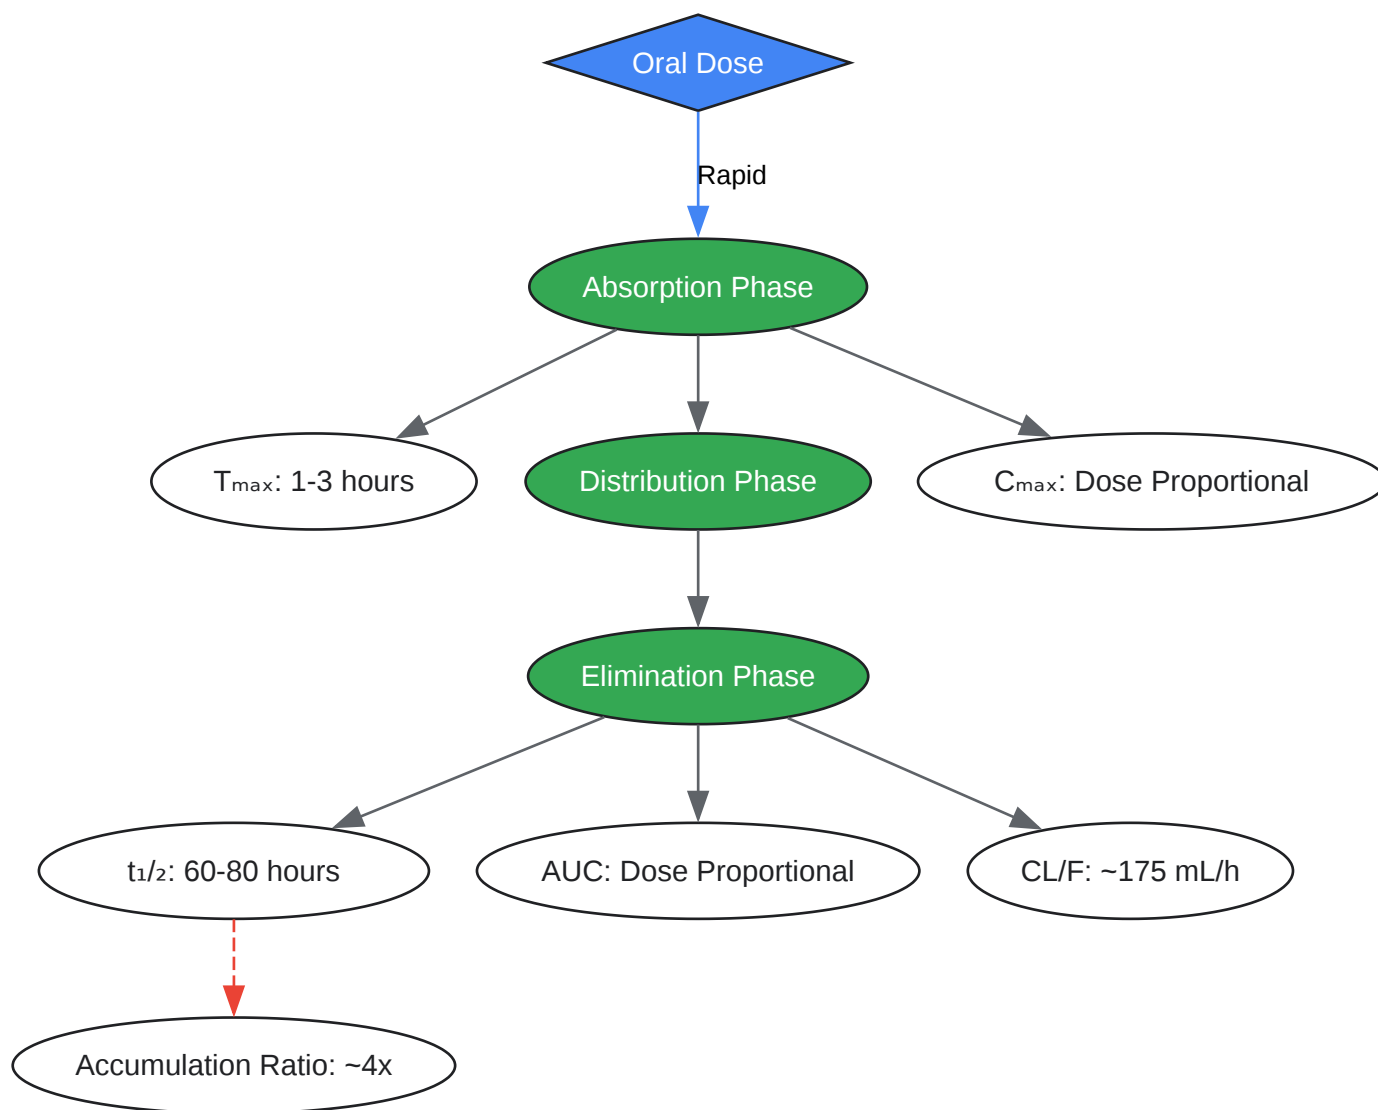 Oral Dose
Rapid
Absorption Phase
Tₘₐₓ: 1-3 hours
Distribution Phase
Cₘₐₓ: Dose Proportional
Elimination Phase
t₁/₂: 60-80 hours
AUC: Dose Proportional
CL/F: ~175 mL/h
Accumulation Ratio: ~4x